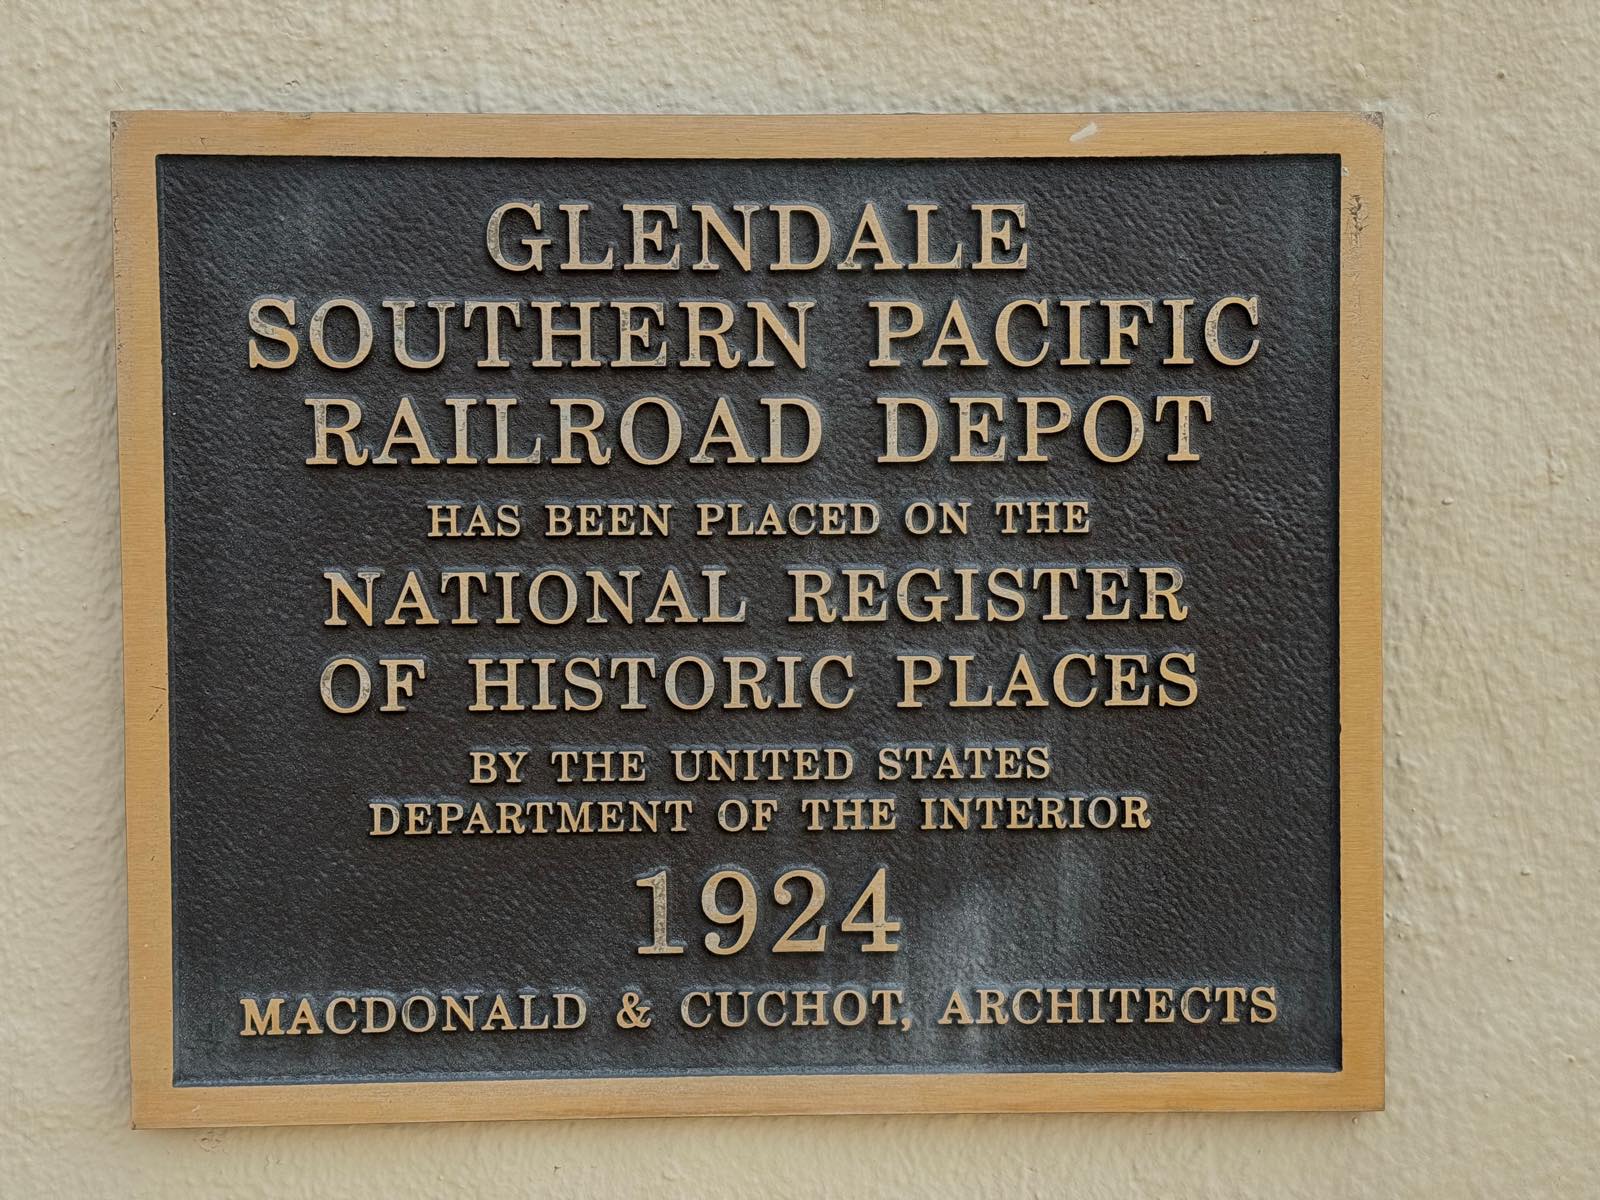 GLENDALE
SOUTHERN PACIFIC
RAILROAD DEPOT
HAS BEEN PLACED ON THE
NATIONAL REGISTER
OF HISTORIC PLACES
BY THE UNITED STATES
DEPARTMENT OF THE INTERIOR
1924
MACDONALD & CUCHOT, ARCHITECTS